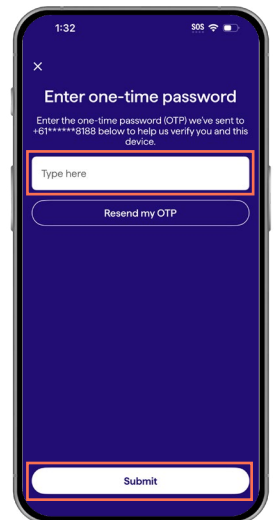 1:32
SOS
Enter one-time password
Enter the one-time password (OTP) we've sent to
+61******8188 below to help us verify you and this
device.
Type here
Resend my OTP
Submit